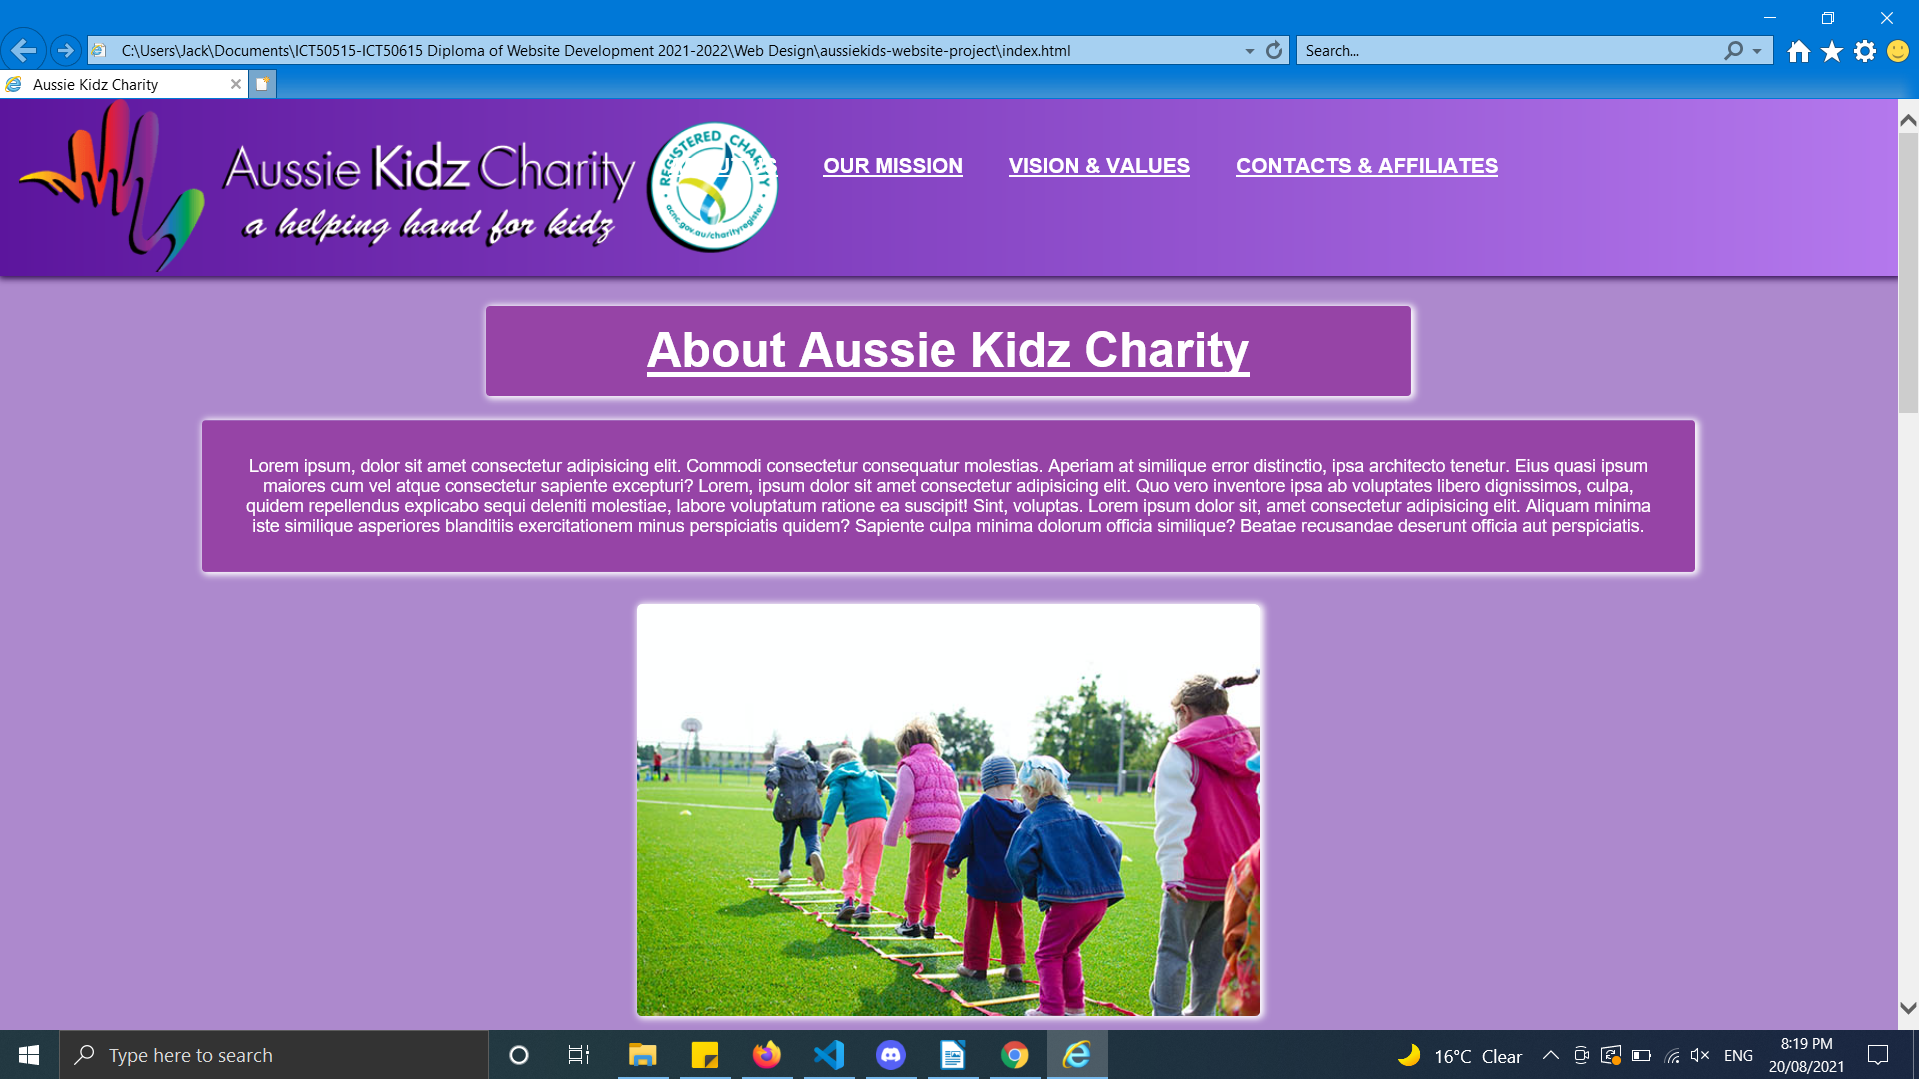 C:\Users\Jack\Documents\ICT50515-ICT50615 Diploma of Website Development 2021-2022\Web Design\aussiekids-website-project\index.html
Search...
Aussie Kidz Charity
Aussie Kidz Charity
a helping hand for kidz
REGISTERED CHARITY
acnc.gov.au/charityregister
OUR MISSION
VISION & VALUES
CONTACTS & AFFILIATES
About Aussie Kidz Charity
Lorem ipsum, dolor sit amet consectetur adipisicing elit. Commodi consectetur consequatur molestias. Aperiam at similique error distinctio, ipsa architecto tenetur. Eius quasi ipsum
maiores cum vel atque consectetur sapiente excepturi? Lorem, ipsum dolor sit amet consectetur adipisicing elit. Quo vero inventore ipsa ab voluptates libero dignissimos, culpa,
quidem repellendus explicabo sequi deleniti molestiae, labore voluptatum ratione ea suscipit! Sint, voluptas. Lorem ipsum dolor sit, amet consectetur adipisicing elit. Aliquam minima
iste similique asperiores blanditiis exercitationem minus perspiciatis quidem? Sapiente culpa minima dolorum officia similique? Beatae recusandae deserunt officia aut perspiciatis.
Type here to search
16°C Clear
ENG
8:19 PM
20/08/2021